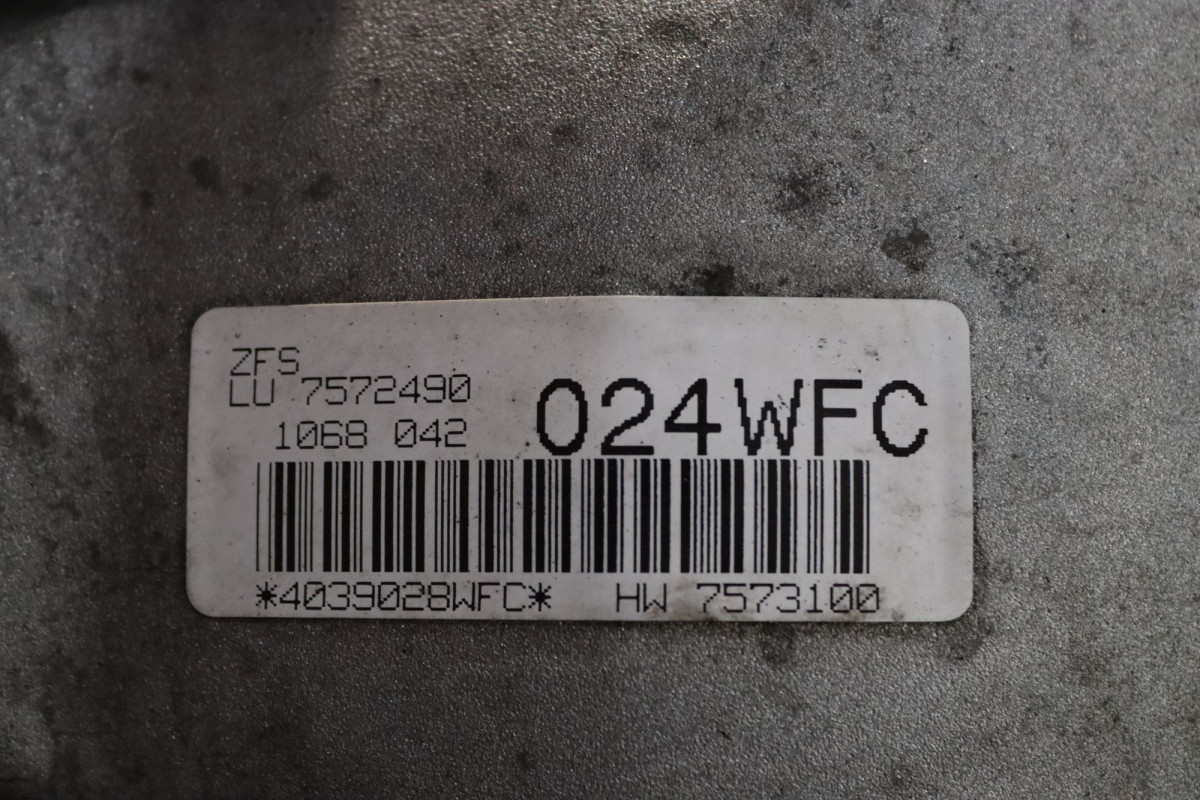 ZFS
LU 7572490
1068 042
024WFC
*4039028WFC* HW 7573100